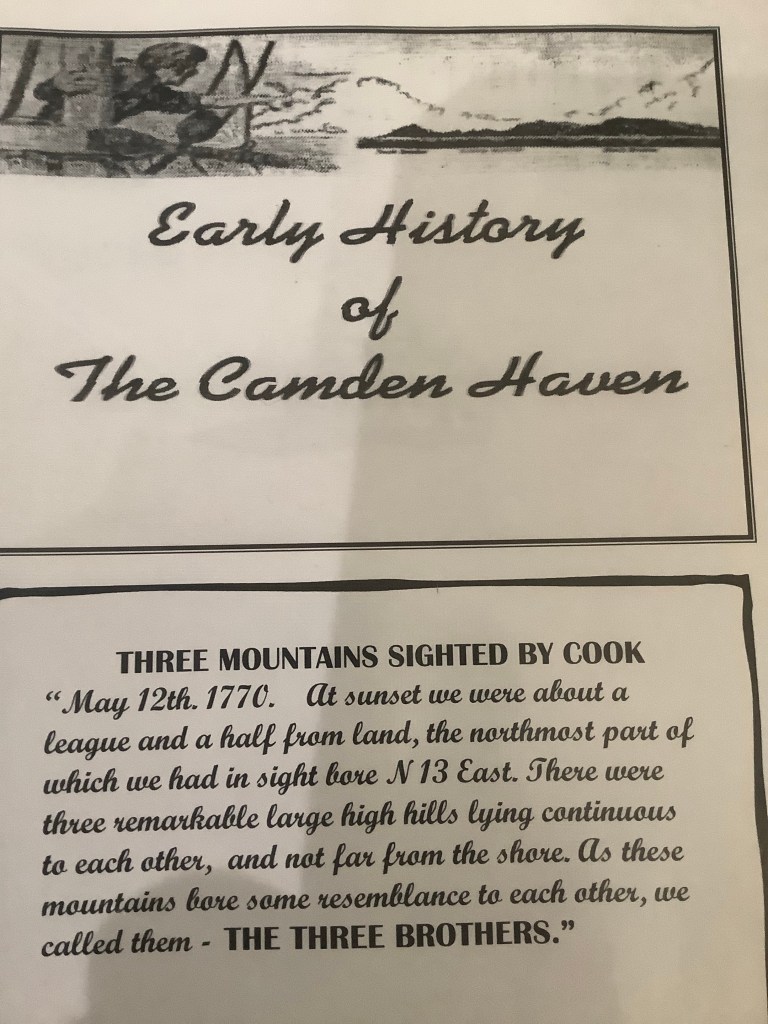 Early History
of
The Camden Haven
THREE MOUNTAINS SIGHTED BY COOK
“May 12th. 1770. At sunset we were about a
league and a half from land, the northmost part of
which we had in sight bore N 13 East. There were
three remarkable large high hills lying continuous
to each other, and not far from the shore. As these
mountains bore some resemblance to each other, we
called them - THE THREE BROTHERS.”